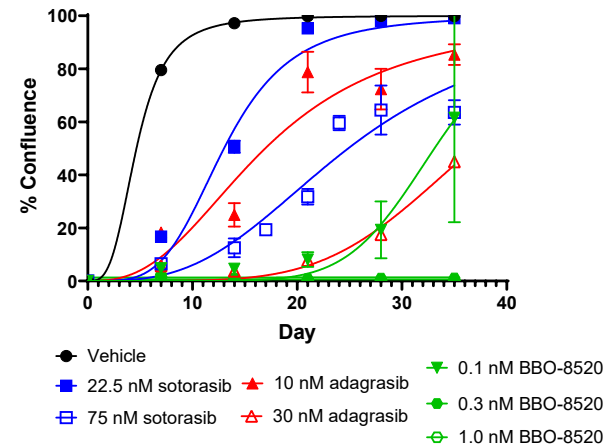 100
80
60
40
20
0
% Confluence
0 10 20 30 40
Day
Vehicle
22.5 nM sotorasib
75 nM sotorasib
10 nM adagrasib
30 nM adagrasib
0.1 nM BBO-8520
0.3 nM BBO-8520
1.0 nM BBO-8520